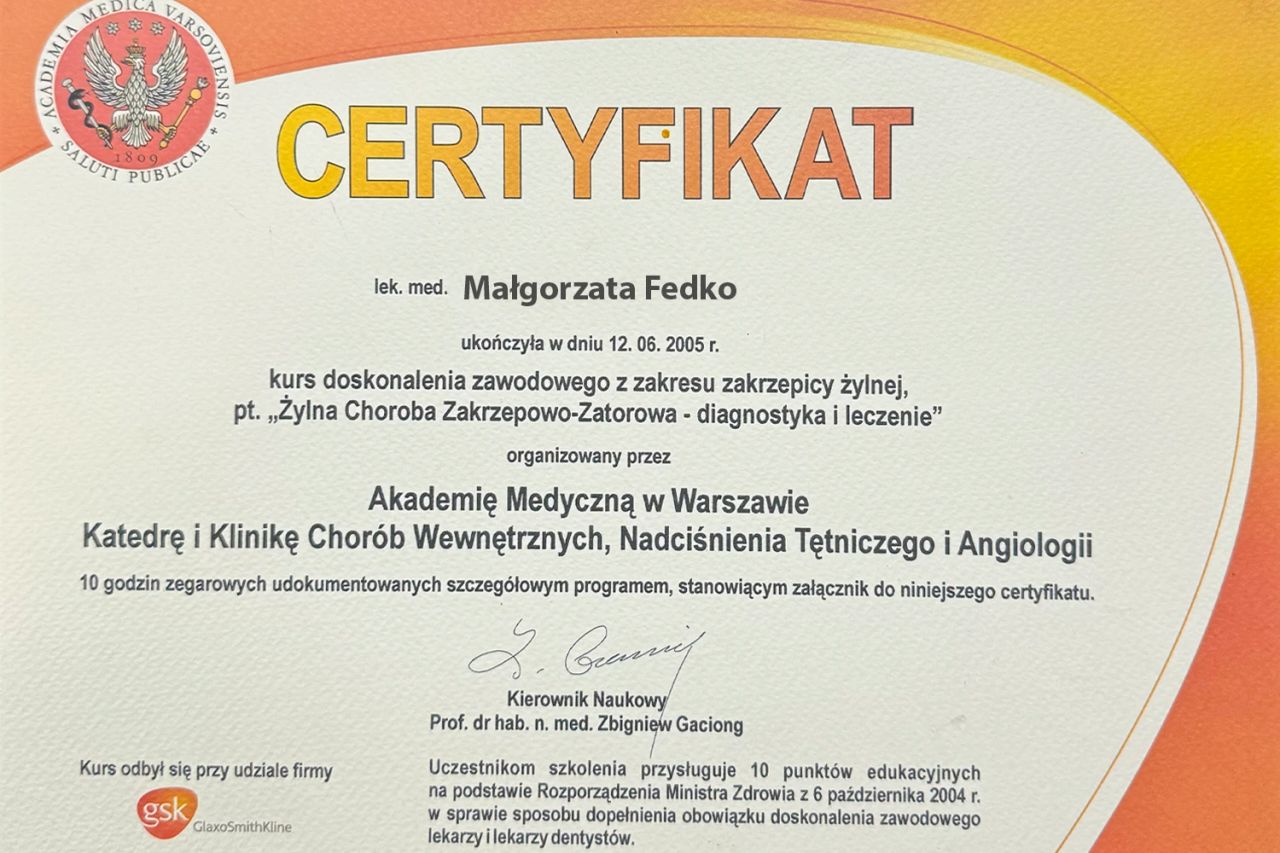 ACADEMIA MEDICA VARSOVIENSIS
1809
SALUTI PUBLICAE
CERTYFIKAT
lek. med. Małgorzata Fedko
ukończyła w dniu 12. 06. 2005 r.
kurs doskonalenia zawodowego z zakresu zakrzepicy żylnej,
pt. „Żylna Choroba Zakrzepowo-Zatorowa - diagnostyka i leczenie”
organizowany przez
Akademię Medyczną w Warszawie
Katedrę i Klinikę Chorób Wewnętrznych, Nadciśnienia Tętniczego i Angiologii
10 godzin zegarowych udokumentowanych szczegółowym programem, stanowiącym załącznik do niniejszego certyfikatu.
Kierownik Naukowy
Prof. dr hab. n. med. Zbigniew Gaciong
Kurs odbył się przy udziale firmy
gsk GlaxoSmithKline
Uczestnikom szkolenia przysługuje 10 punktów edukacyjnych
na podstawie Rozporządzenia Ministra Zdrowia z 6 października 2004 r.
w sprawie sposobu dopełnienia obowiązku doskonalenia zawodowego
lekarzy i lekarzy dentystów.